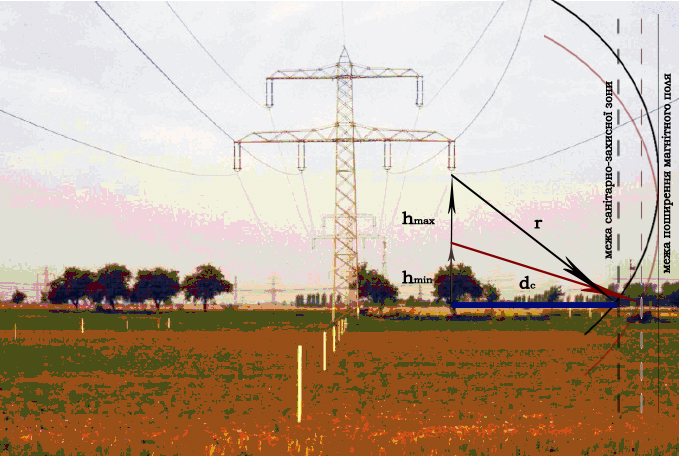 hmax
hmin
r
dc
межа санітарно-захисної зони
межа поширення магнітного поля